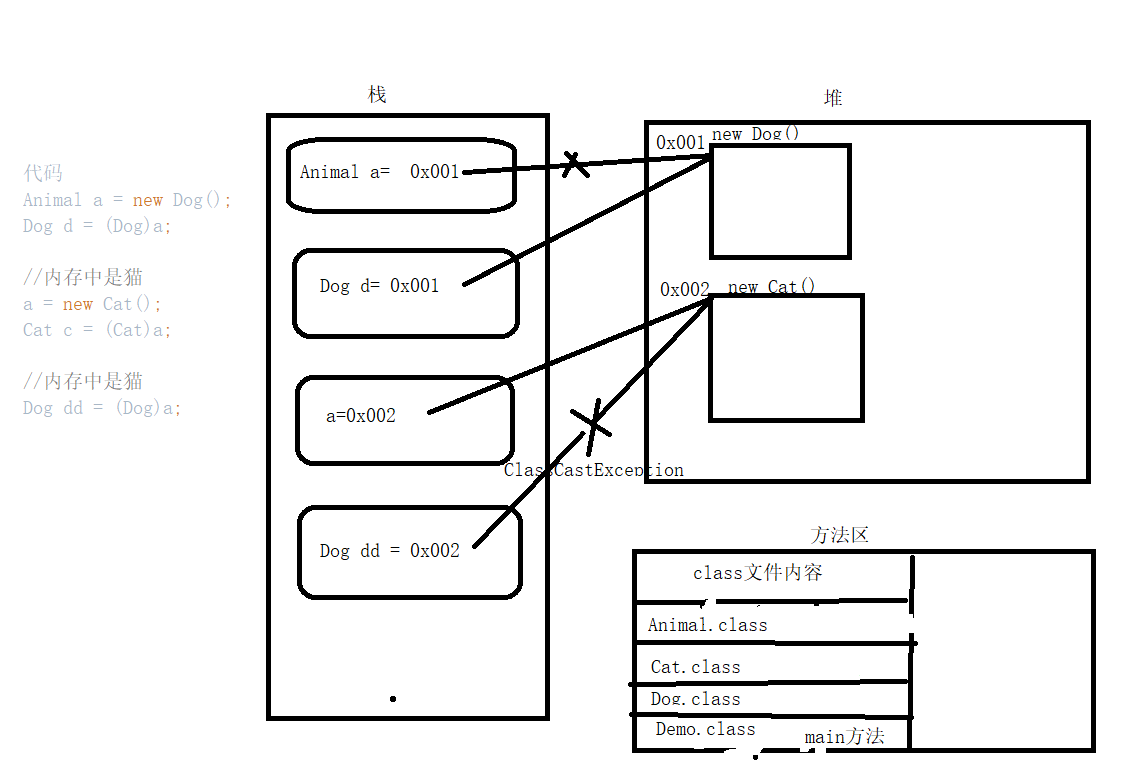 代码
Animal a = new Dog();
Dog d = (Dog)a;
//内存中是猫
a = new Cat();
Cat c = (Cat)a;
//内存中是猫
Dog dd = (Dog)a;
栈
Animal a= 0x001
Dog d= 0x001
a=0x002
Dog dd = 0x002
ClassCastException
堆
0x001 new Dog()
0x002 new Cat()
方法区
class文件内容
Animal.class
Cat.class
Dog.class
Demo.class main方法